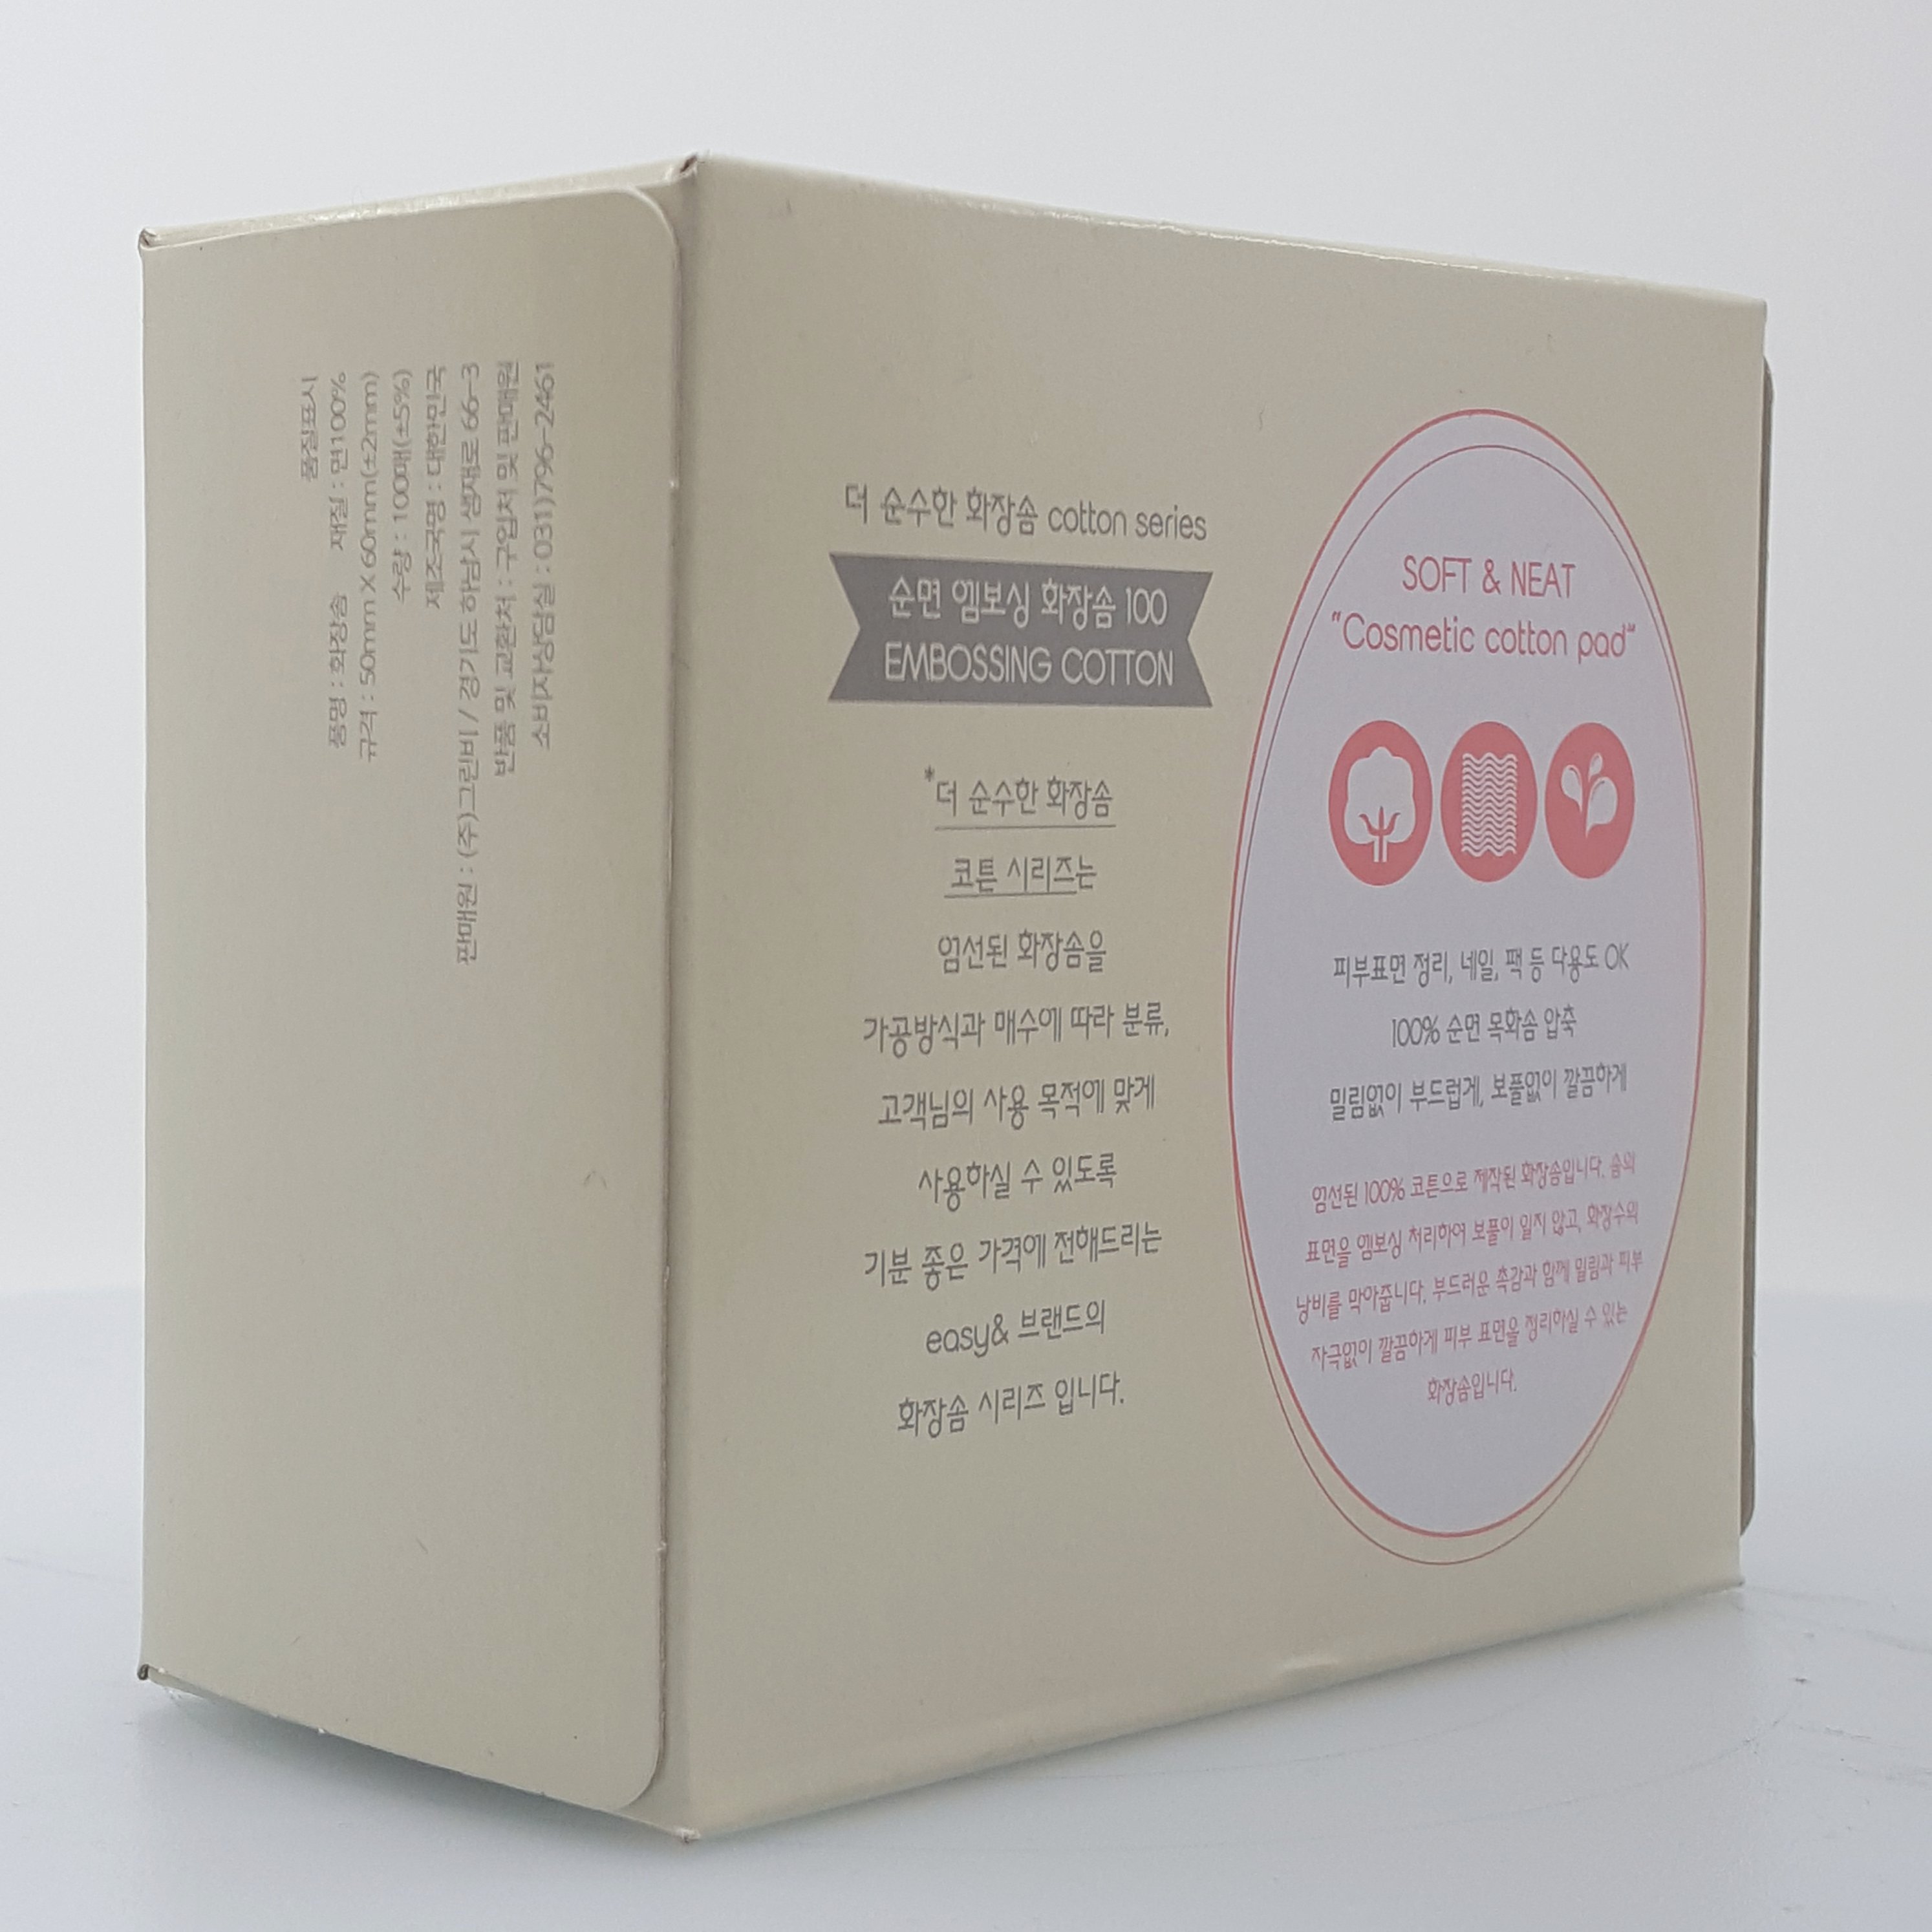 품질표시
품명 : 화장솜 재질 : 면100%
규격 : 50mm X 60mm(±2mm)
수량 : 100매(±5%)
제조국명 : 대한민국
판매원 : (주)그린비 / 경기도 하남시 생재로 66-3
반품 및 교환처 : 구입처 및 판매원
소비자상담실 : 031)796-2461
더 순수한 화장솜 cotton series
순면 엠보싱 화장솜 100
EMBOSSING COTTON
*더 순수한 화장솜
코튼 시리즈는
엄선된 화장솜을
가공방식과 매수에 따라 분류,
고객님의 사용 목적에 맞게
사용하실 수 있도록
기분 좋은 가격에 전해드리는
easy& 브랜드의
화장솜 시리즈 입니다.
SOFT & NEAT
“Cosmetic cotton pad“
피부표면 정리, 네일, 팩 등 다용도 OK
100% 순면 목화솜 압축
밀림없이 부드럽게, 보풀없이 깔끔하게
엄선된 100% 코튼으로 제작된 화장솜입니다. 솜의
표면을 엠보싱 처리하여 보풀이 일지 않고, 화장수의
낭비를 막아줍니다. 부드러운 촉감과 함께 밀림과 피부
자극없이 깔끔하게 피부 표면을 정리하실 수 있는
화장솜입니다.